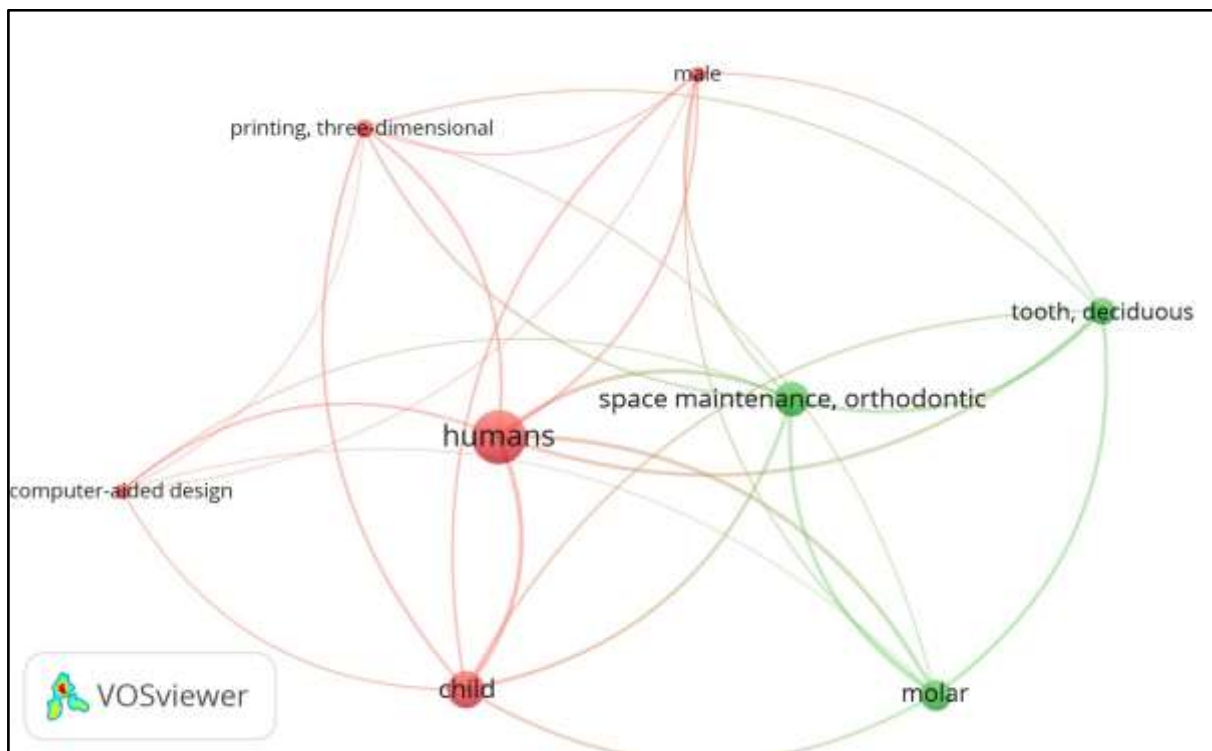 male
printing, three-dimensional
tooth, deciduous
space maintenance, orthodontic
humans
computer-aided design
child
molar
VOSviewer